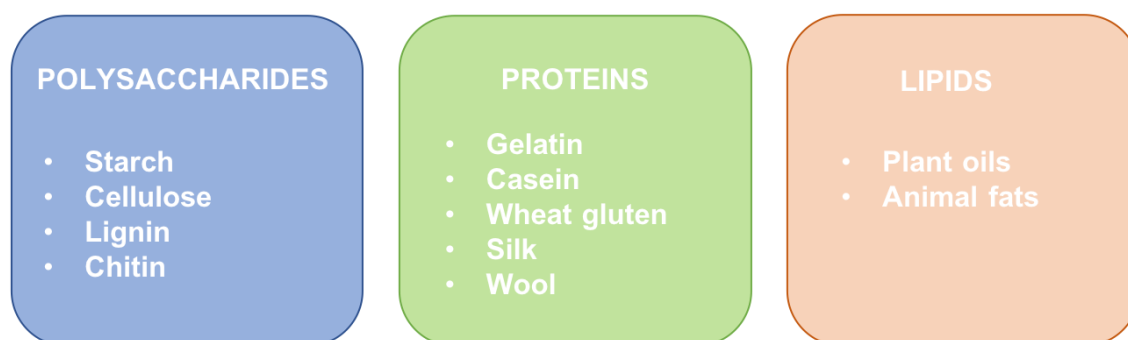 POLYSACCHARIDES
• Starch
• Cellulose
• Lignin
• Chitin
PROTEINS
• Gelatin
• Casein
• Wheat gluten
• Silk
• Wool
LIPIDS
• Plant oils
• Animal fats